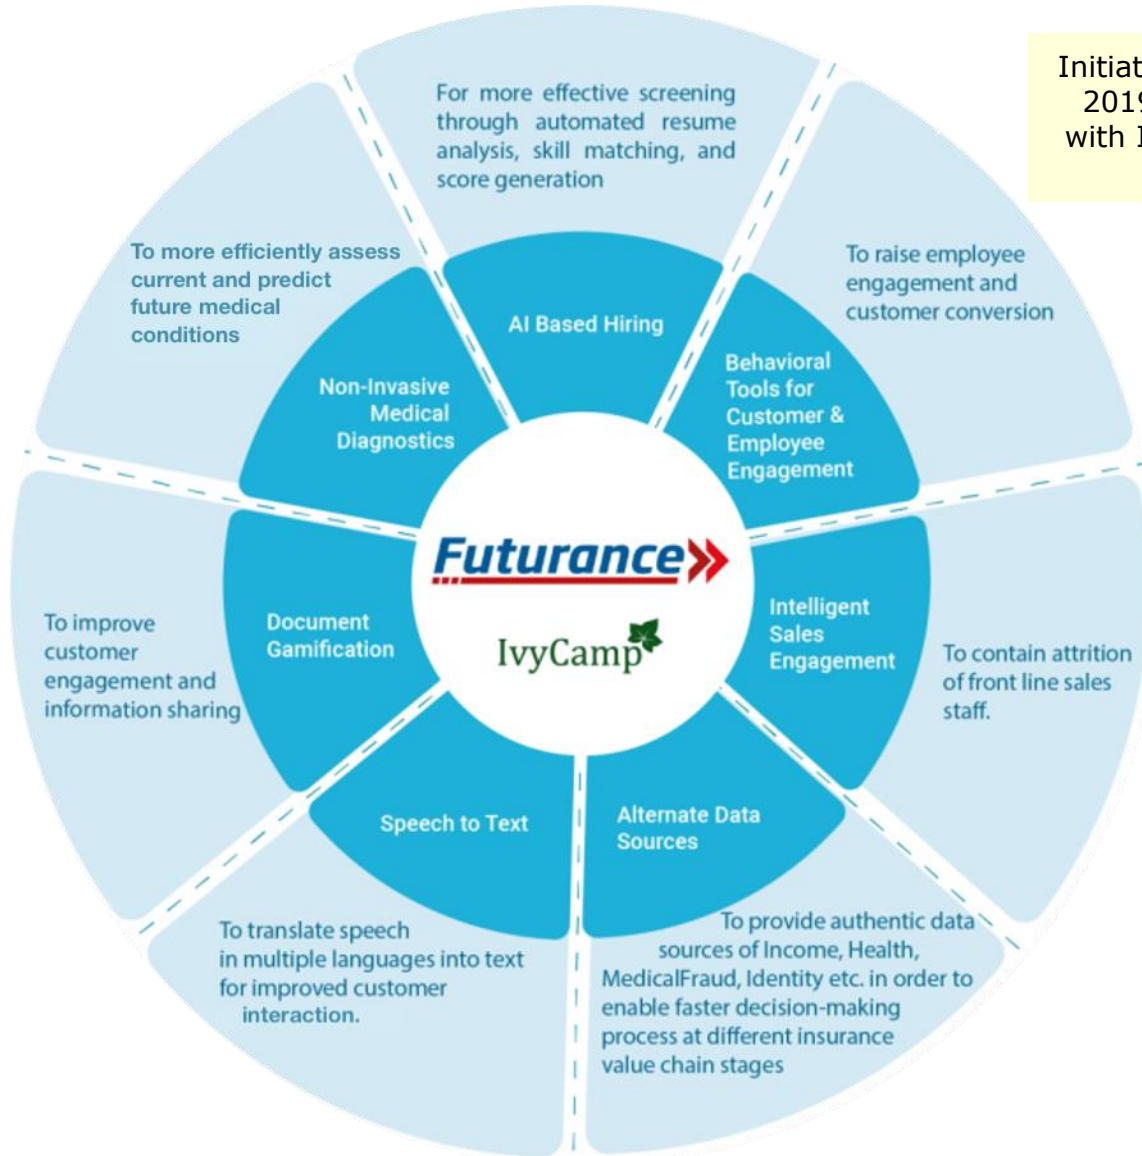 Initiat
2019
with I
For more effective screening
through automated resume
analysis, skill matching, and
score generation
AI Based Hiring
To raise employee
engagement and
customer conversion
Behavioral
Tools for
Customer &
Employee
Engagement
To contain attrition
of front line sales
staff.
Intelligent
Sales
Engagement
To provide authentic data
sources of Income, Health,
MedicalFraud, Identity etc. in order to
enable faster decision-making
process at different insurance
value chain stages
Alternate Data
Sources
To translate speech
in multiple languages into text
for improved customer
interaction.
Speech to Text
To improve
customer
engagement and
information sharing
Document
Gamification
To more efficiently assess
current and predict
future medical
conditions
Non-Invasive
Medical
Diagnostics
Futurance
IvyCamp